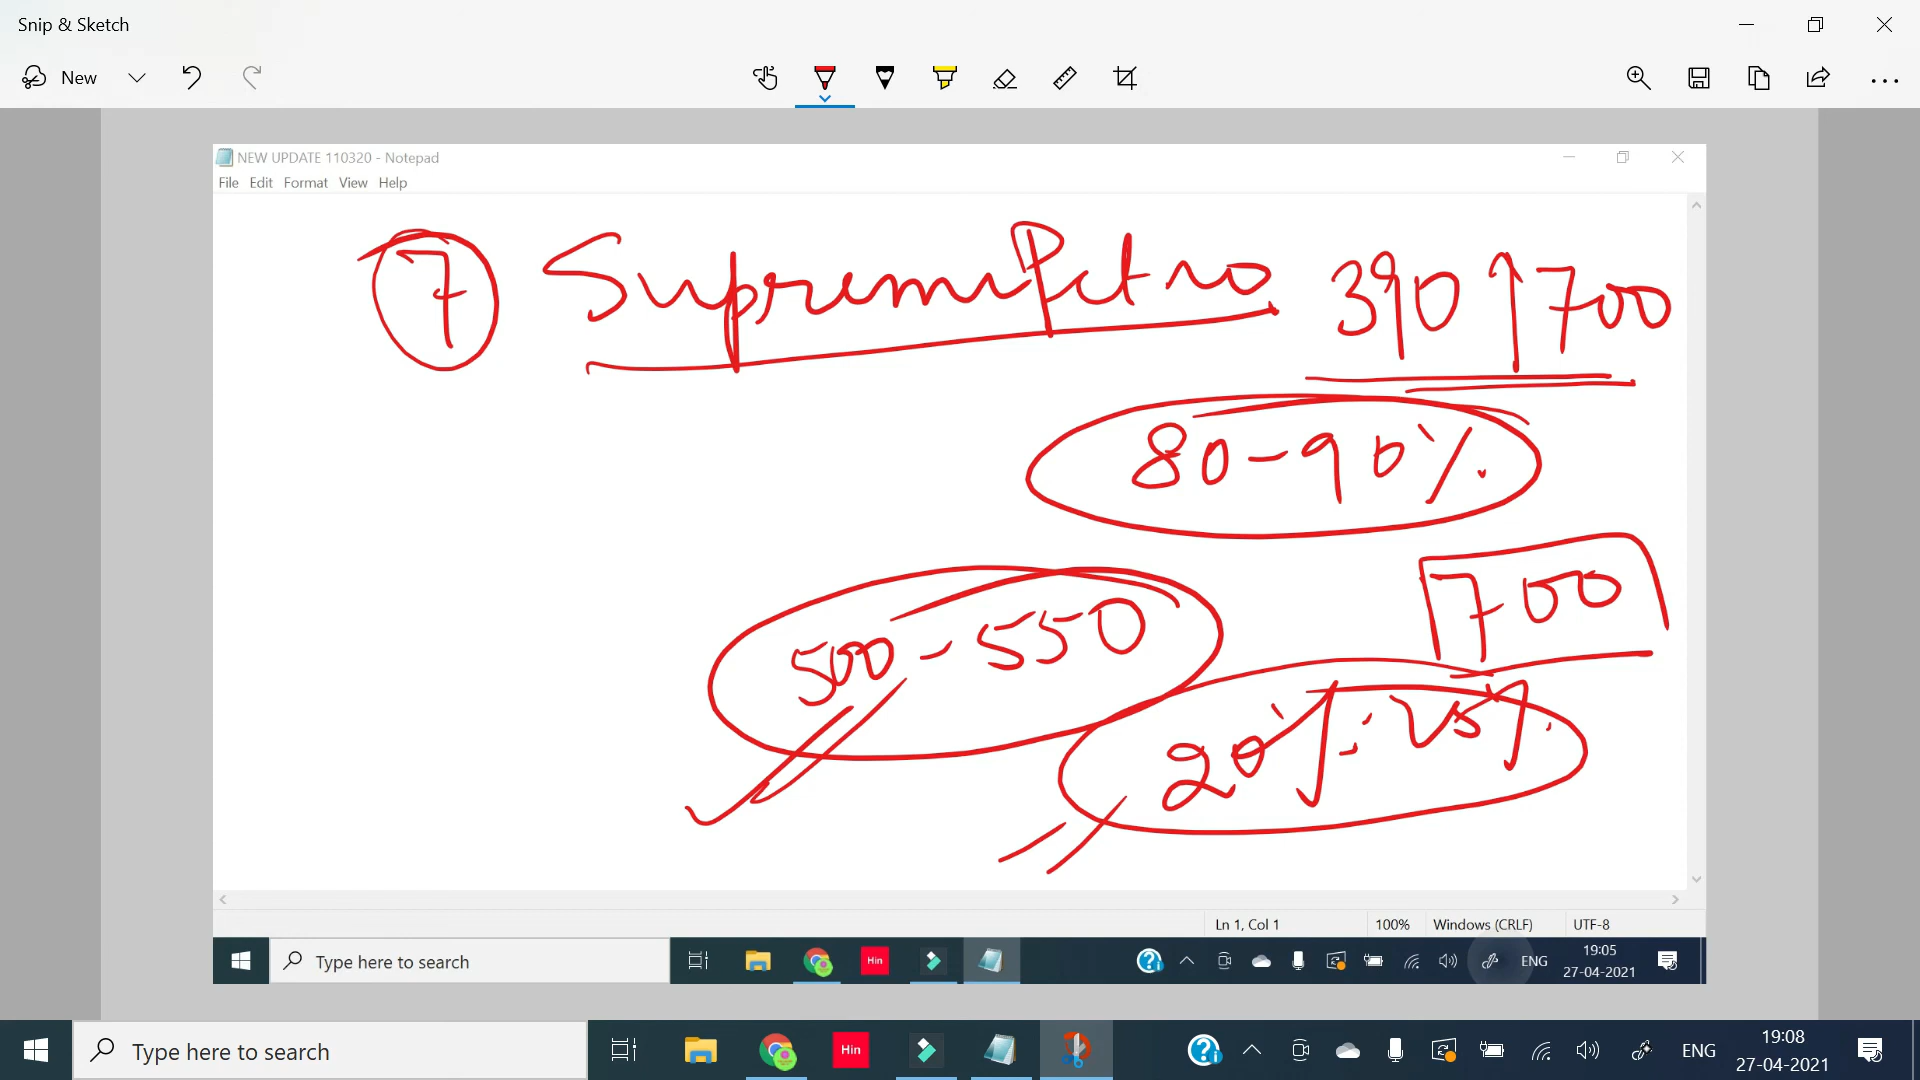 Snip & Sketch
New
NEW UPDATE 110320 - Notepad
File Edit Format View Help
7 SupremePetro 390↑700
80-90%
700
500-550
20%-25%
Ln 1, Col 1 100% Windows (CRLF) UTF-8
Type here to search Hin ENG 19:05
27-04-2021
Type here to search Hin ENG 19:08
27-04-2021